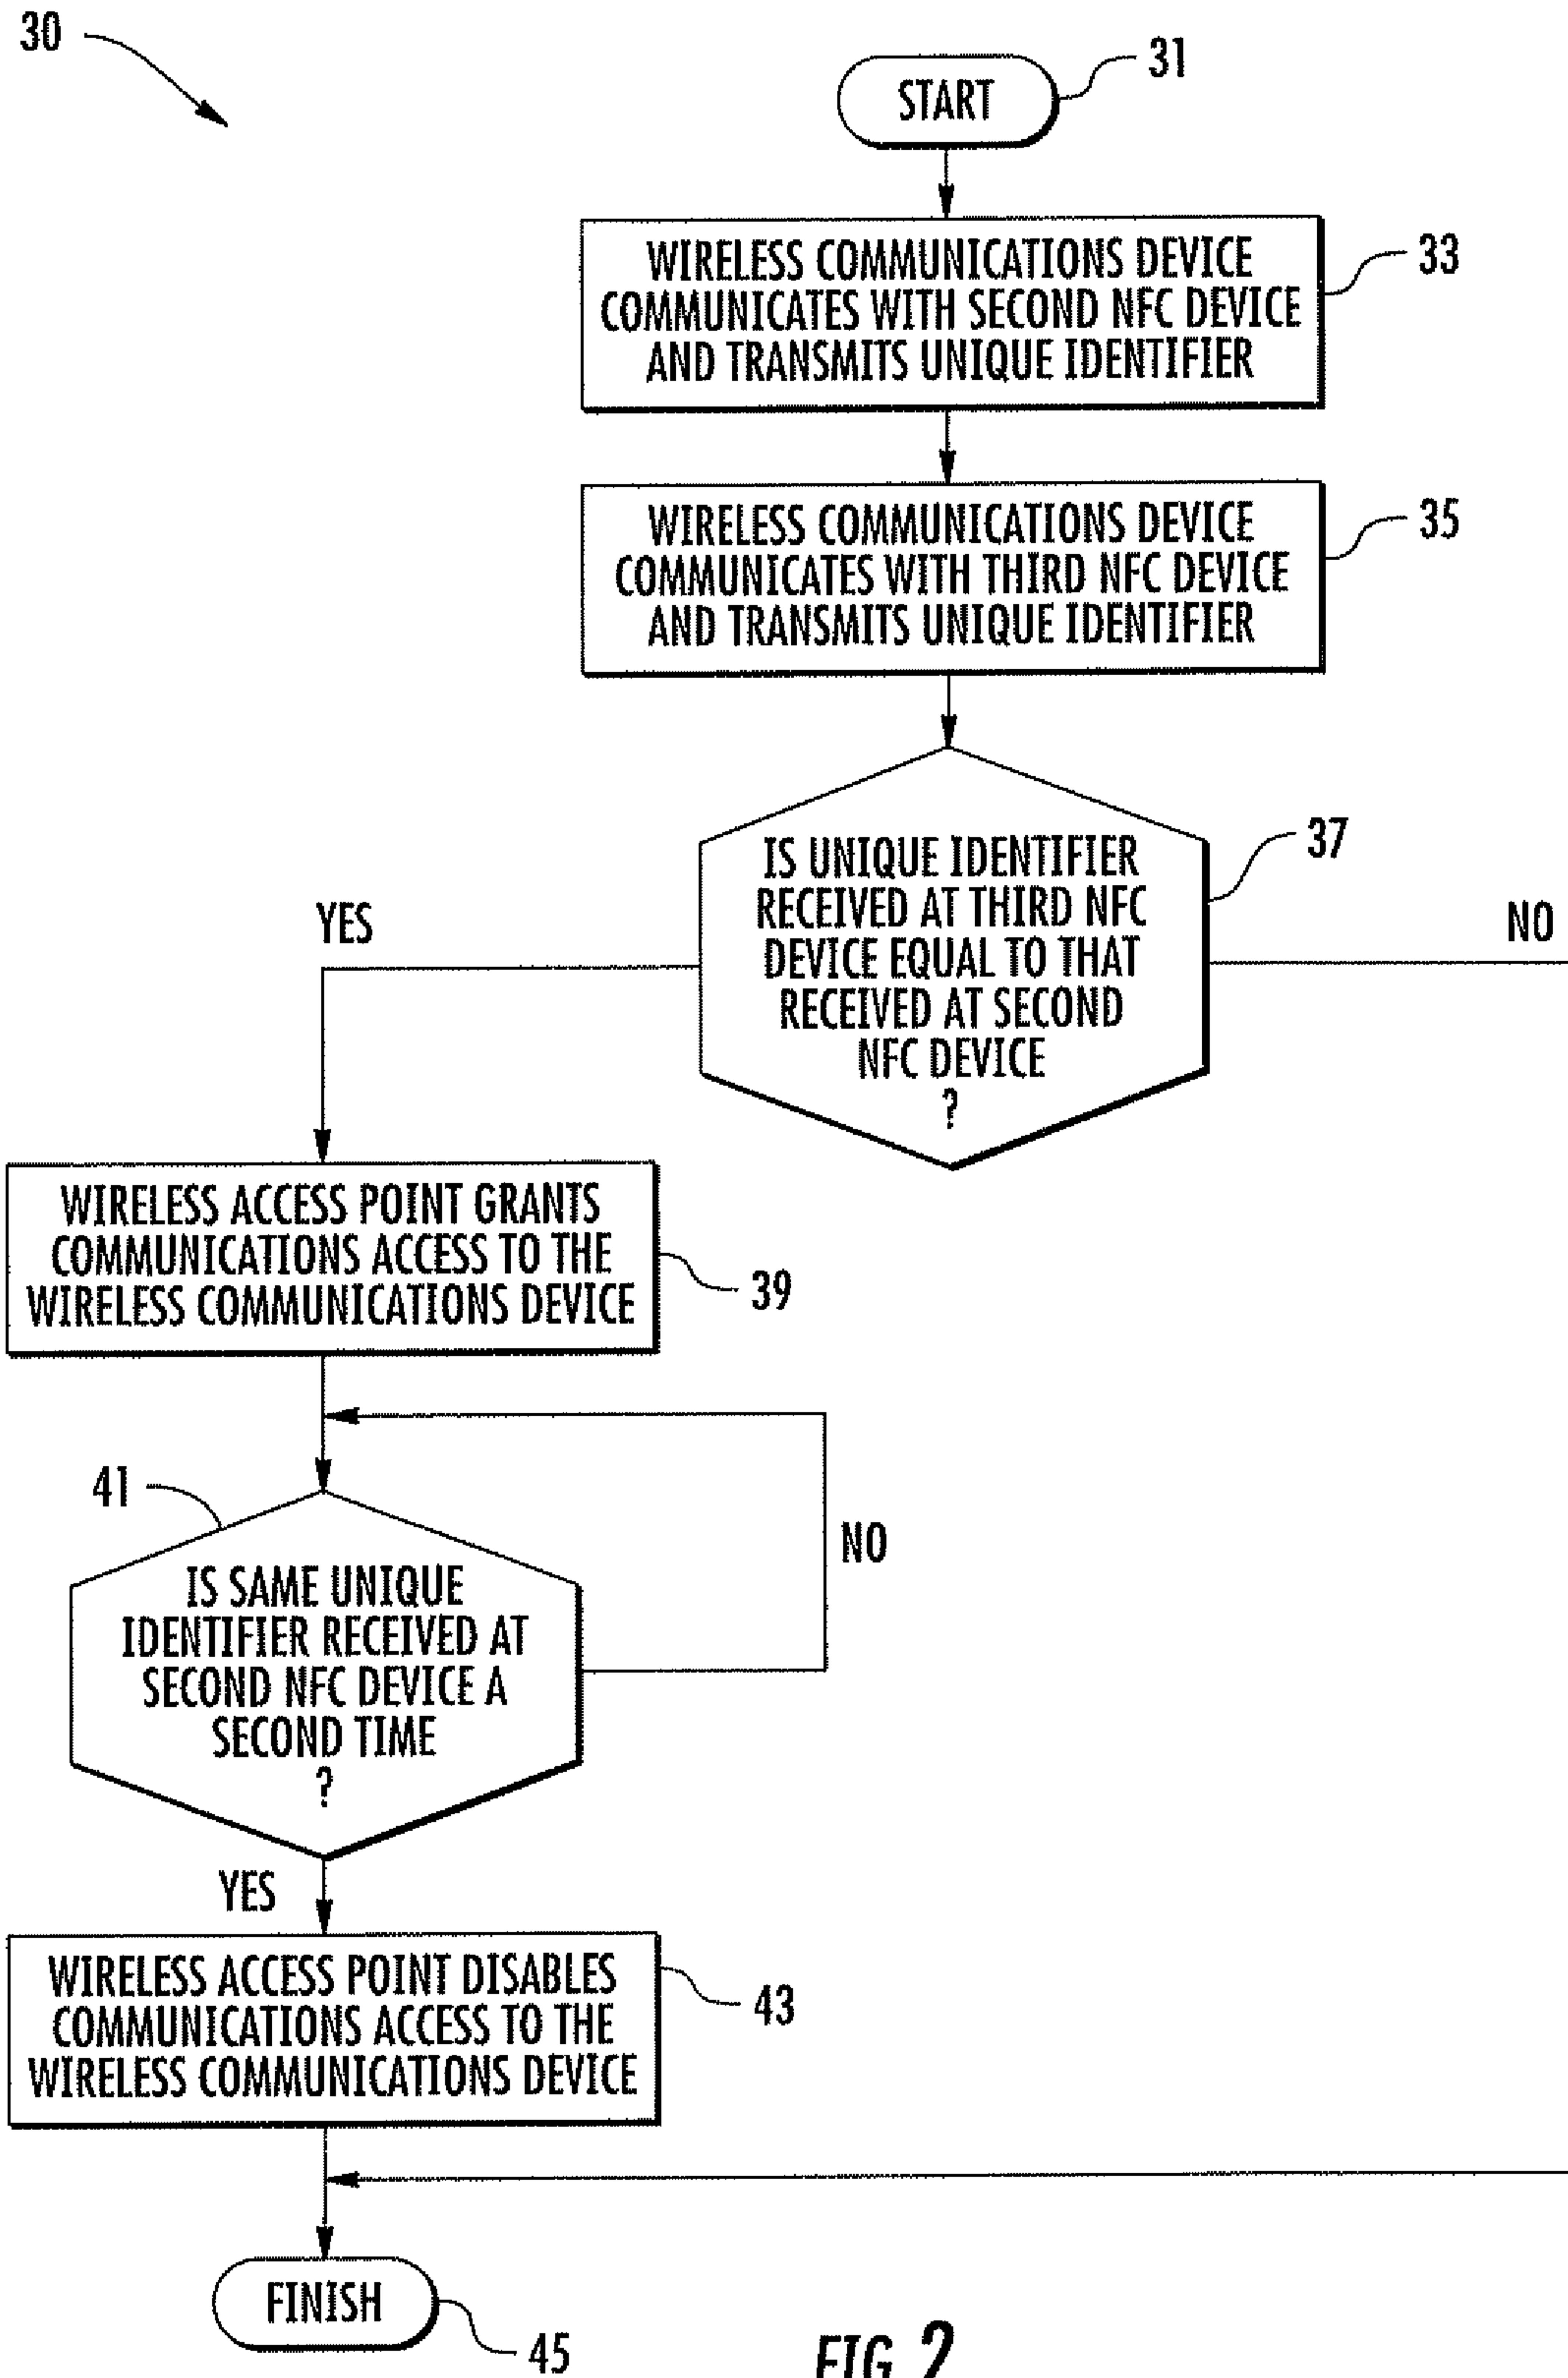 30
START
31
WIRELESS COMMUNICATIONS DEVICE
COMMUNICATES WITH SECOND NFC DEVICE
AND TRANSMITS UNIQUE IDENTIFIER
33
WIRELESS COMMUNICATIONS DEVICE
COMMUNICATES WITH THIRD NFC DEVICE
AND TRANSMITS UNIQUE IDENTIFIER
35
IS UNIQUE IDENTIFIER
RECEIVED AT THIRD NFC
DEVICE EQUAL TO THAT
RECEIVED AT SECOND
NFC DEVICE
?
37
YES
NO
WIRELESS ACCESS POINT GRANTS
COMMUNICATIONS ACCESS TO THE
WIRELESS COMMUNICATIONS DEVICE
39
41
IS SAME UNIQUE
IDENTIFIER RECEIVED AT
SECOND NFC DEVICE A
SECOND TIME
?
NO
YES
WIRELESS ACCESS POINT DISABLES
COMMUNICATIONS ACCESS TO THE
WIRELESS COMMUNICATIONS DEVICE
43
FINISH
45
FIG. 2